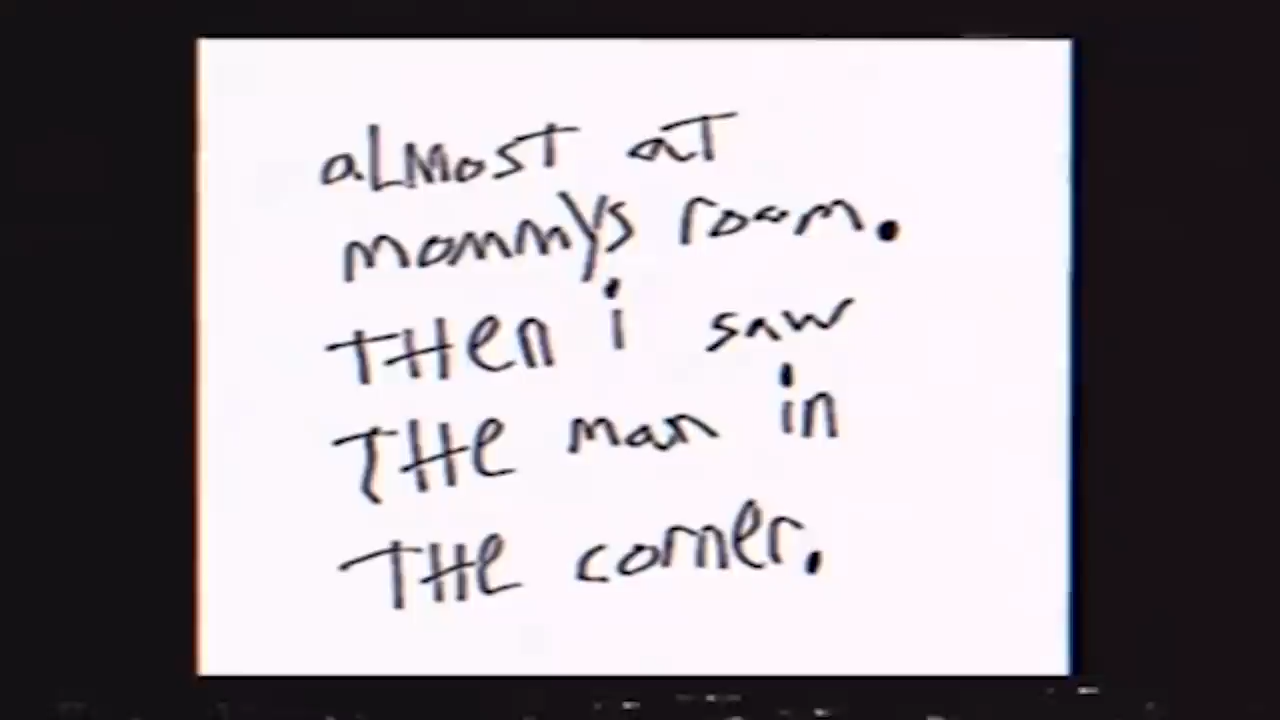 aLMosT aT
mommys room.
THen i saw
THe man in
THe corner.